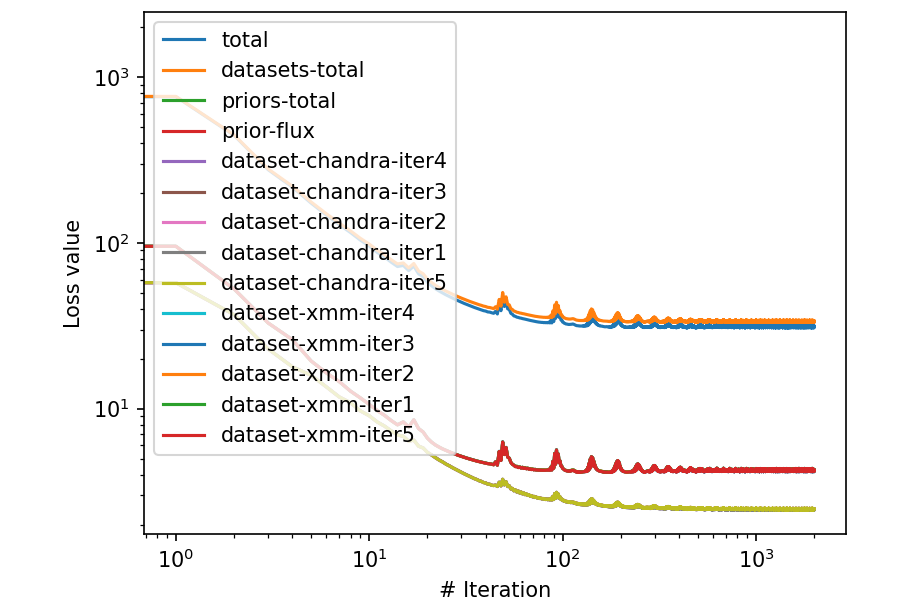 total
datasets-total
priors-total
prior-flux
dataset-chandra-iter4
dataset-chandra-iter3
dataset-chandra-iter2
dataset-chandra-iter1
dataset-chandra-iter5
dataset-xmm-iter4
dataset-xmm-iter3
dataset-xmm-iter2
dataset-xmm-iter1
dataset-xmm-iter5
Loss value
10³
10²
10¹
10⁰ 10¹ 10² 10³
# Iteration